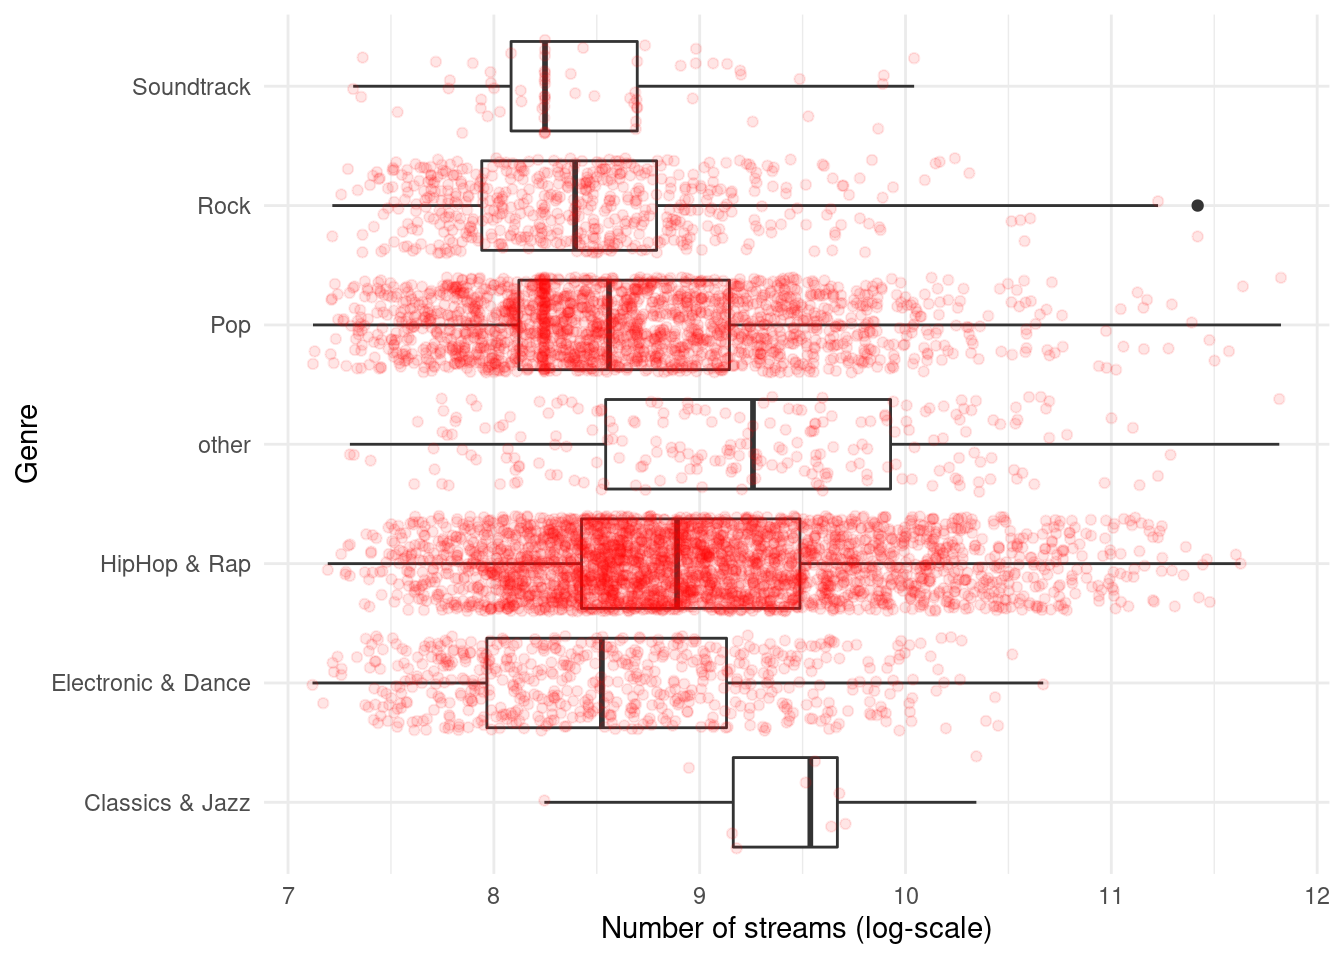 Genre
Soundtrack
Rock
Pop
other
HipHop & Rap
Electronic & Dance
Classics & Jazz
7 8 9 10 11 12
Number of streams (log-scale)